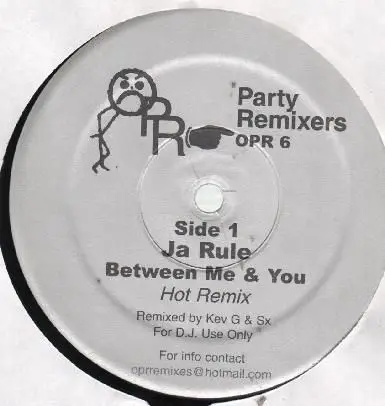 PR
Party
Remixers
OPR 6
Side 1
Ja Rule
Between Me & You
Hot Remix
Remixed by Kev G & Sx
For D.J. Use Only
For info contact
oprremixes@hotmail.com